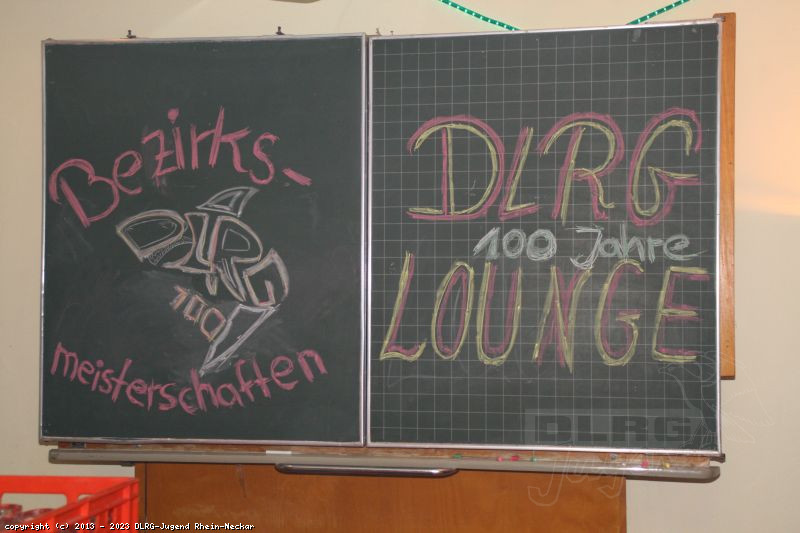 Bezirks-
DLRG
100
meisterschaften
DLRG
100 Jahre
LOUNGE
DLRG
copyright (c) 2013 - 2023 DLRG-Jugend Rhein-Neckar